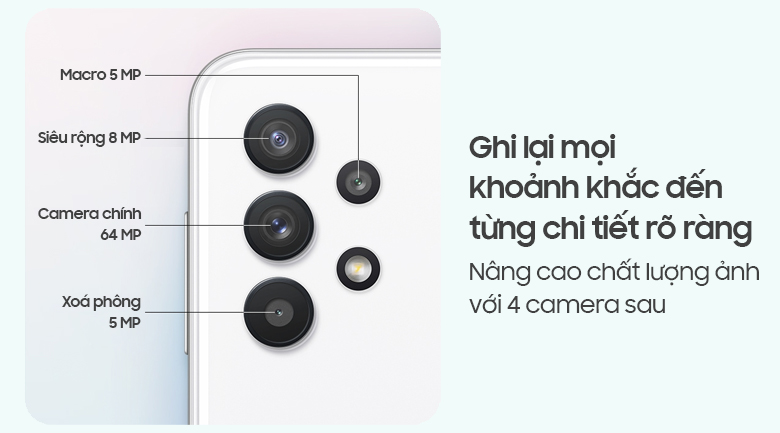 Macro 5 MP
Siêu rộng 8 MP
Camera chính
64 MP
Xoá phông
5 MP
Ghi lại mọi
khoảnh khắc đến
từng chi tiết rõ ràng
Nâng cao chất lượng ảnh
với 4 camera sau